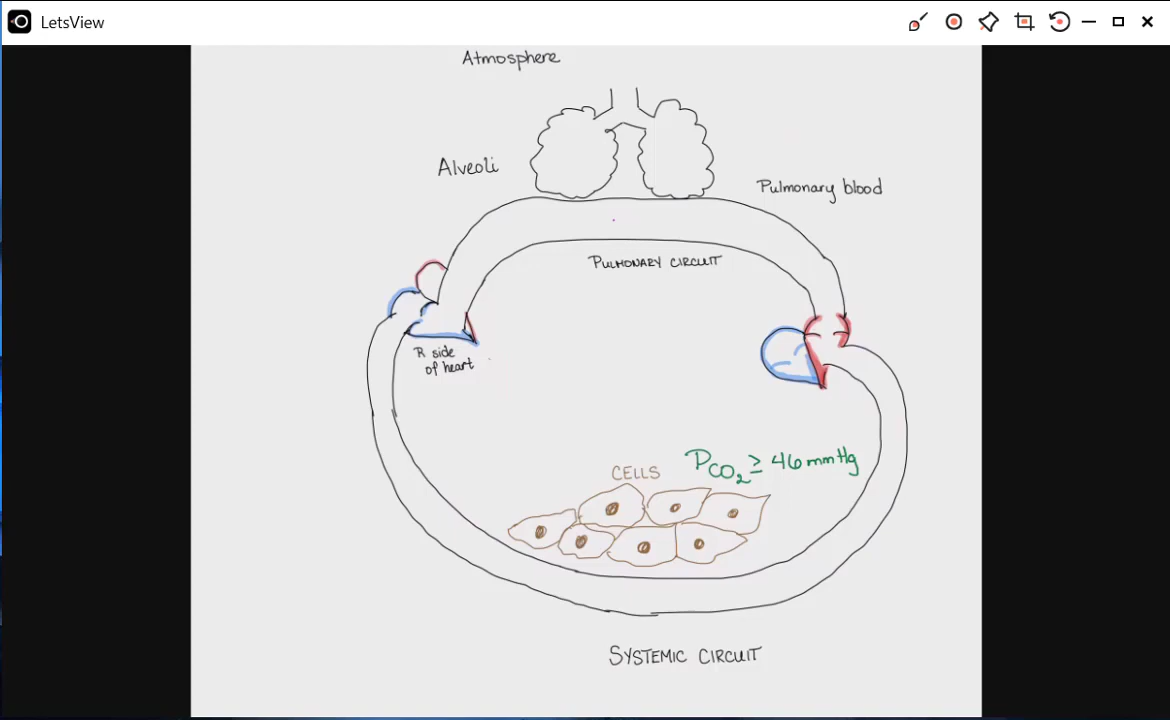 LetsView
Atmosphere
Alveoli
Pulmonary blood
PULMONARY CIRCUIT
R side
of heart
PCO2 ≥ 46 mmHg
CELLS
SYSTEMIC CIRCUIT